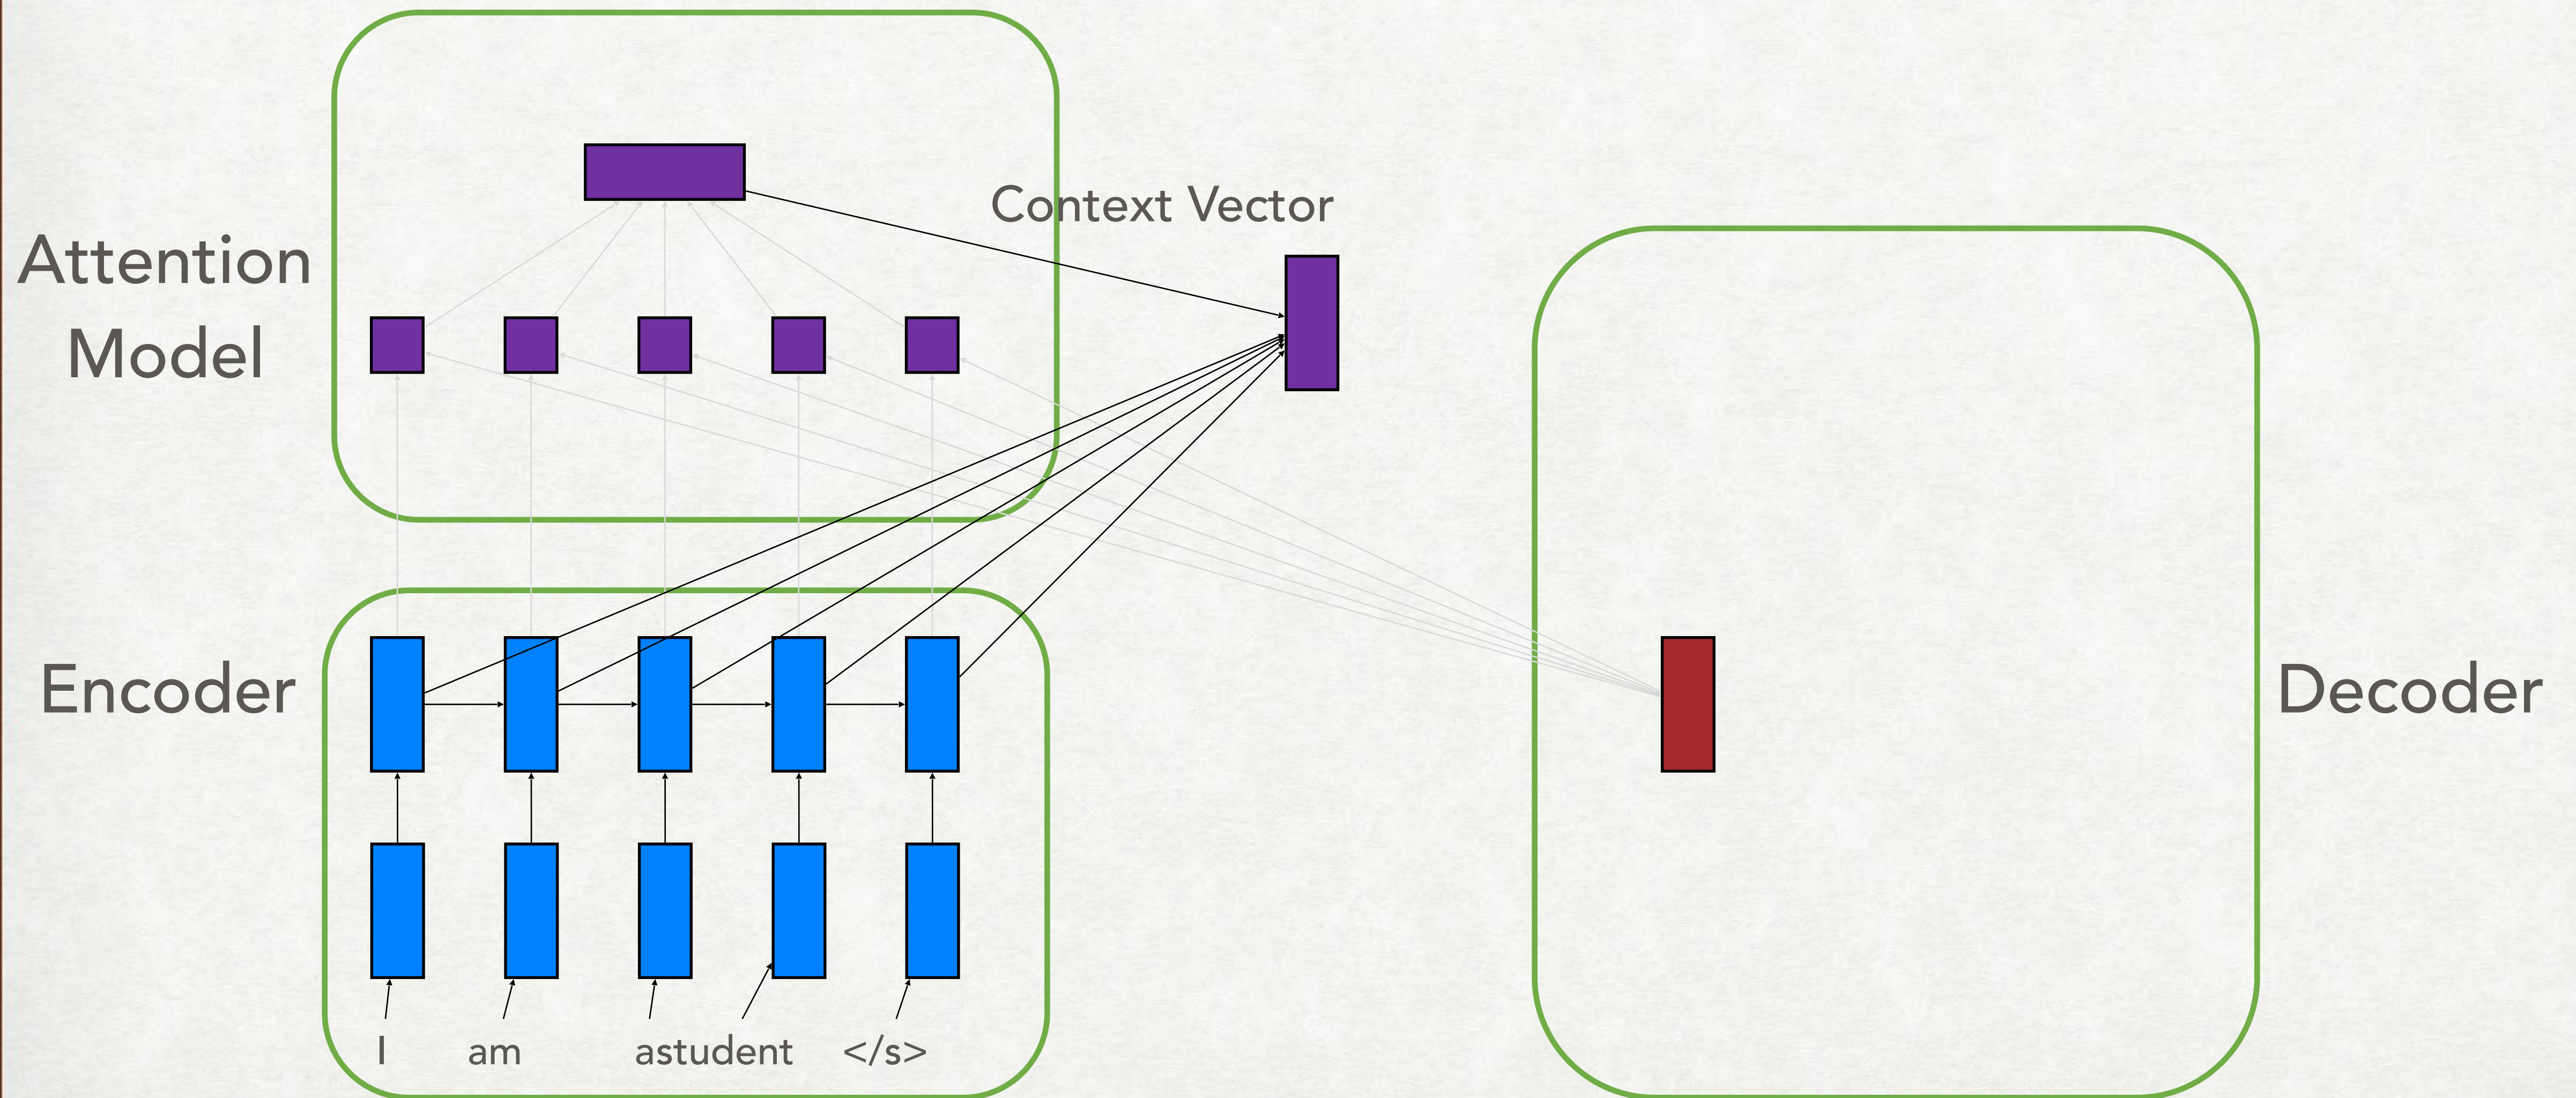 Attention
Model
Context Vector
Encoder
Decoder
I am astudent </s>